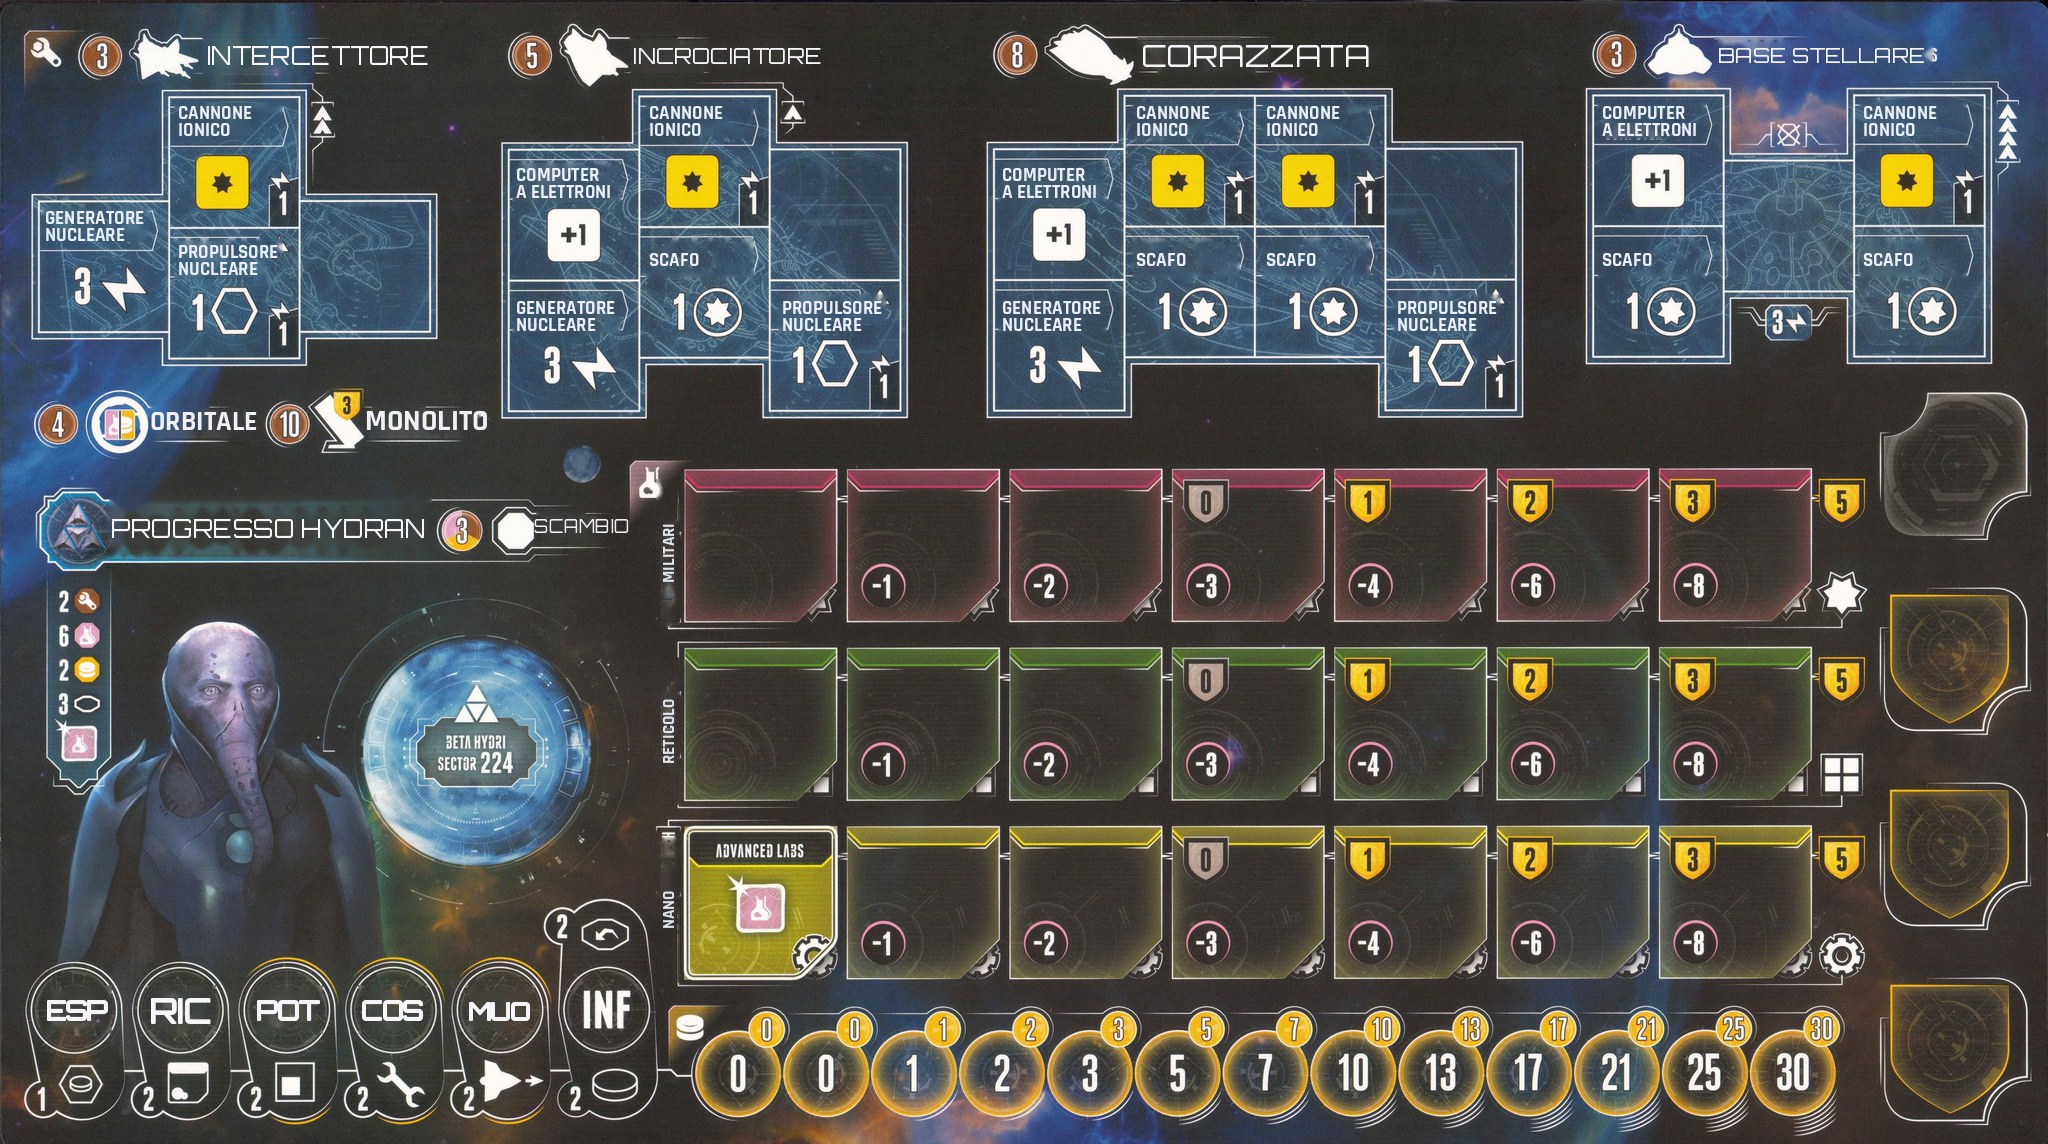 3 INTERCETTORE
5 INCROCIATORE
8 CORAZZATA
3 BASE STELLARE
CANNONE
IONICO
1
GENERATORE
NUCLEARE
3
PROPULSORE
NUCLEARE
1
1
COMPUTER
A ELETTRONI
+1
CANNONE
IONICO
1
GENERATORE
NUCLEARE
3
SCAFO
1
PROPULSORE
NUCLEARE
1
1
COMPUTER
A ELETTRONI
+1
CANNONE
IONICO
1
CANNONE
IONICO
1
GENERATORE
NUCLEARE
3
SCAFO
1
SCAFO
1
PROPULSORE
NUCLEARE
1
1
COMPUTER
A ELETTRONI
+1
CANNONE
IONICO
1
SCAFO
1
3
SCAFO
1
4 ORBITALE 10 3 MONOLITO
PROGRESSO HYDRAN 3 SCAMBIO
2
6
2
3
BETA HYDRI
SECTOR 224
MILITARI
0 1 2 3 5
-1 -2 -3 -4 -6 -8
RETICOLO
0 1 2 3 5
-1 -2 -3 -4 -6 -8
NANO
ADVANCED LABS
0 1 2 3 5
-1 -2 -3 -4 -6 -8
2
ESP RIC POT COS MUO INF
1 2 2 2 2 2
0 0 1 2 3 5 7 10 13 17 21 25 30
0 0 1 2 3 5 7 10 13 17 21 25 30